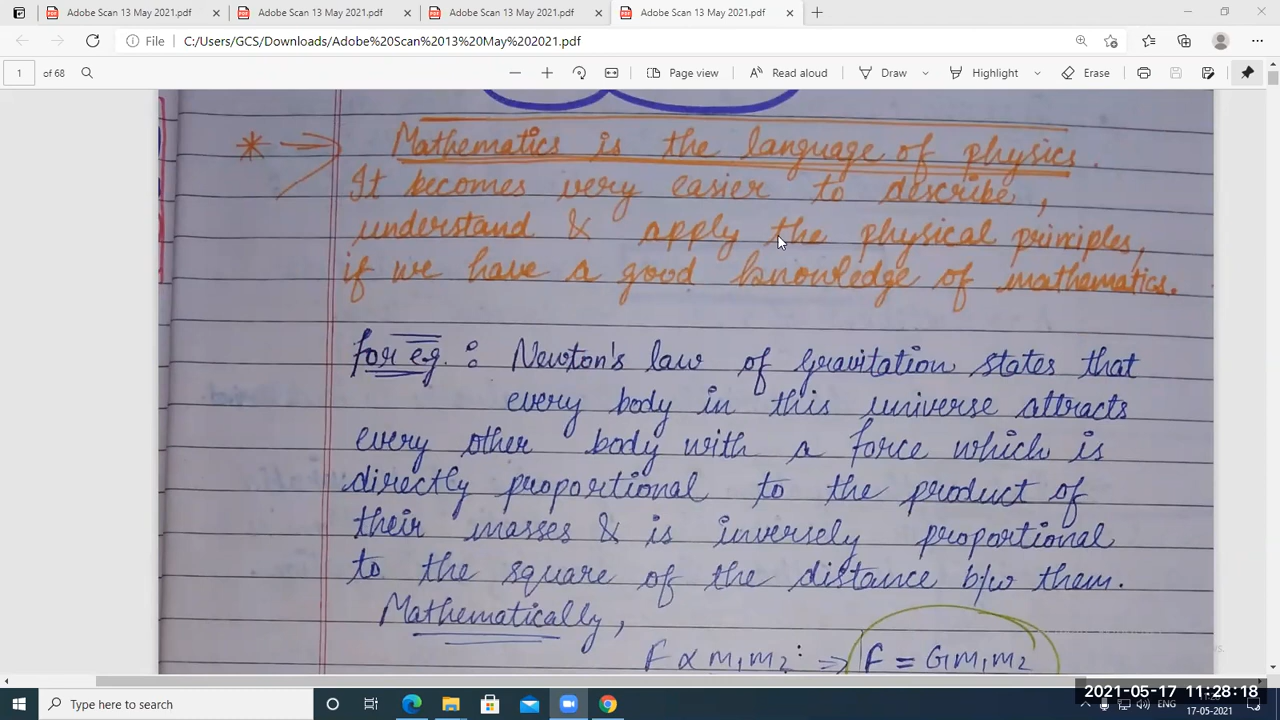 Adobe Scan 13 May 2021.pdf
Adobe Scan 13 May 2021.pdf
Adobe Scan 13 May 2021.pdf
Adobe Scan 13 May 2021.pdf
File
C:/Users/GCS/Downloads/Adobe%20Scan%2013%20May%202021.pdf
1 of 68
Page view
Read aloud
Draw
Highlight
Erase
Mathematics is the language of physics.
It becomes very easier to describe,
understand & apply the physical principles,
if we have a good knowledge of mathematics.
for e.g. : Newton's law of gravitation states that
every body in this universe attracts
every other body with a force which is
directly proportional to the product of
their masses & is inversely proportional
to the square of the distance b/w them.
Mathematically,
F ∝ m₁m₂ : ⇒ F = Gm₁m₂
Type here to search
ENG
17-05-2021
2021-05-17 11:28:18